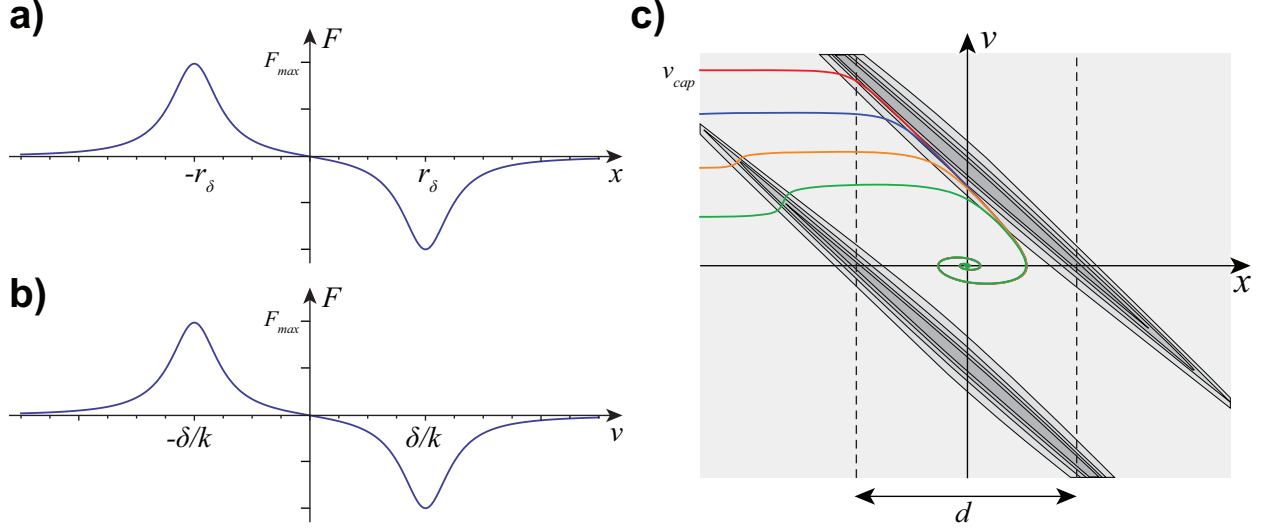 a)
F
F_max
-r_δ
r_δ
x
b)
F
F_max
-δ/k
δ/k
v
c)
v
v_cap
x
d